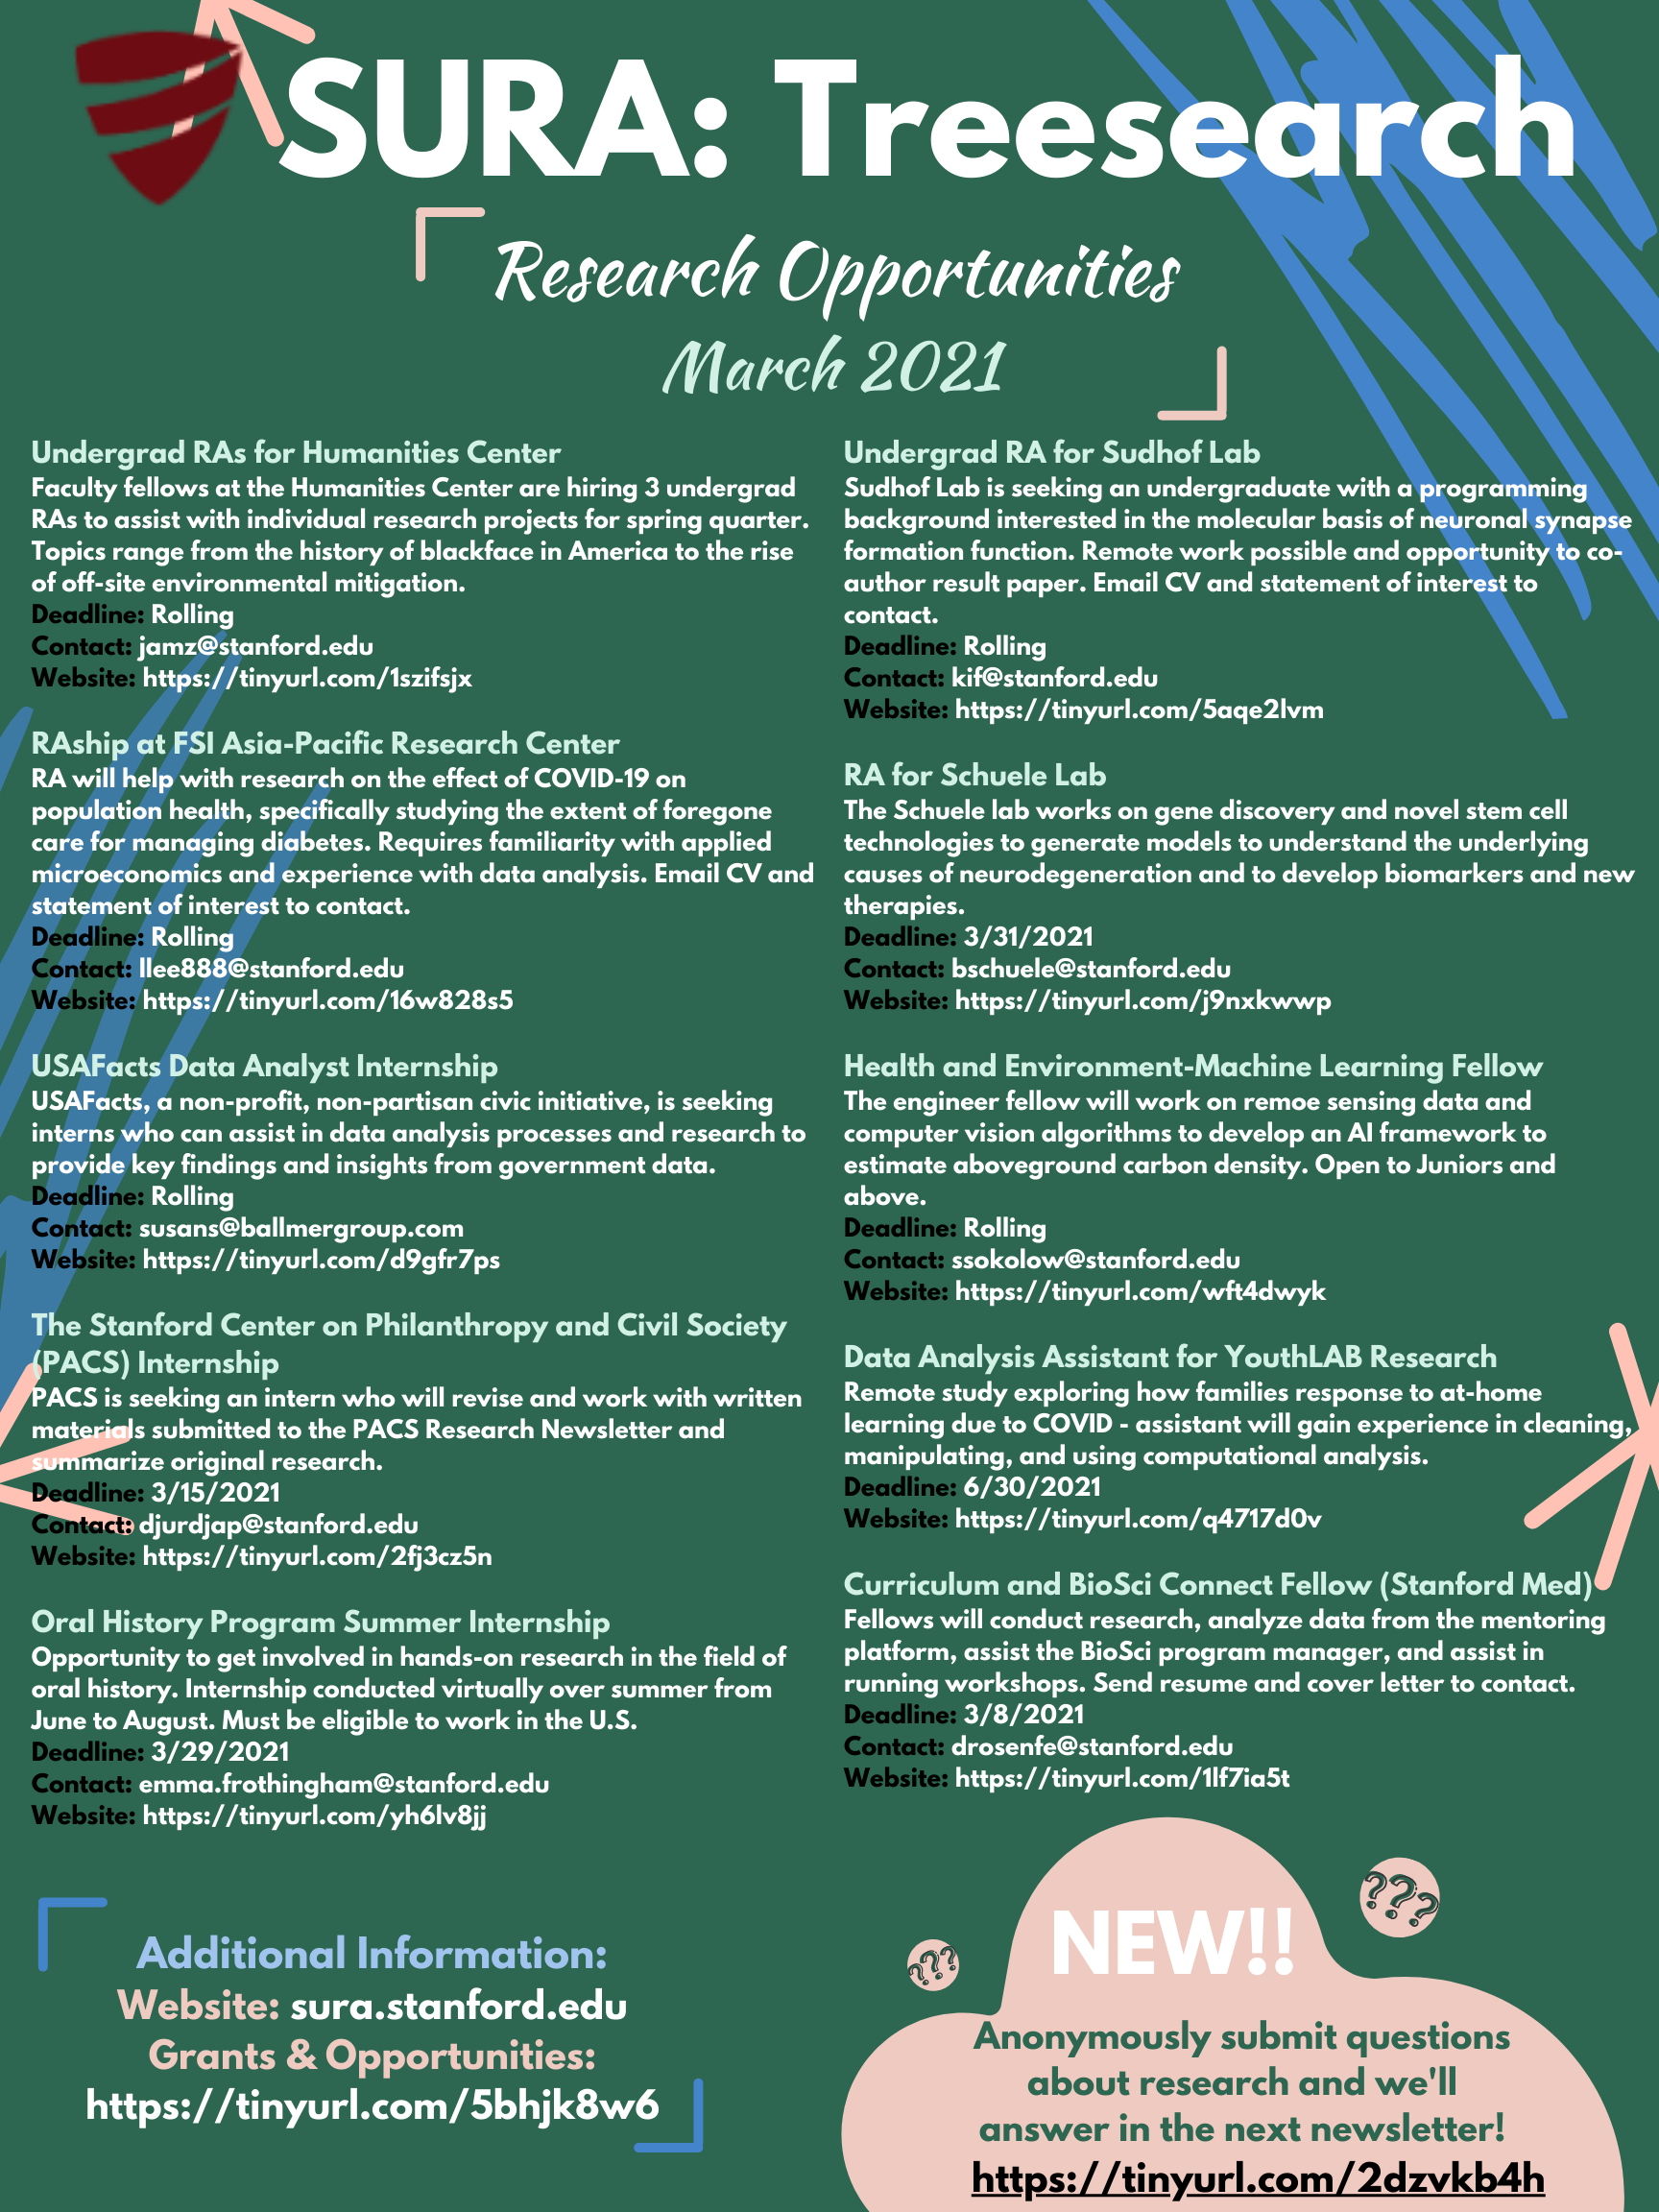 SURA: Treesearch
Research Opportunities
March 2021
Undergrad RAs for Humanities Center
Faculty fellows at the Humanities Center are hiring 3 undergrad
RAs to assist with individual research projects for spring quarter.
Topics range from the history of blackface in America to the rise
of off-site environmental mitigation.
Deadline: Rolling
Contact: jamz@stanford.edu
Website: https://tinyurl.com/1szifsjx
RAship at FSI Asia-Pacific Research Center
RA will help with research on the effect of COVID-19 on
population health, specifically studying the extent of foregone
care for managing diabetes. Requires familiarity with applied
microeconomics and experience with data analysis. Email CV and
statement of interest to contact.
Deadline: Rolling
Contact: llee888@stanford.edu
Website: https://tinyurl.com/16w828s5
USAFacts Data Analyst Internship
USAFacts, a non-profit, non-partisan civic initiative, is seeking
interns who can assist in data analysis processes and research to
provide key findings and insights from government data.
Deadline: Rolling
Contact: susans@ballmergroup.com
Website: https://tinyurl.com/d9gfr7ps
The Stanford Center on Philanthropy and Civil Society
(PACS) Internship
PACS is seeking an intern who will revise and work with written
materials submitted to the PACS Research Newsletter and
summarize original research.
Deadline: 3/15/2021
Contact: djurdjap@stanford.edu
Website: https://tinyurl.com/2fj3cz5n
Oral History Program Summer Internship
Opportunity to get involved in hands-on research in the field of
oral history. Internship conducted virtually over summer from
June to August. Must be eligible to work in the U.S.
Deadline: 3/29/2021
Contact: emma.frothingham@stanford.edu
Website: https://tinyurl.com/yh6lv8jj
Undergrad RA for Sudhof Lab
Sudhof Lab is seeking an undergraduate with a programming
background interested in the molecular basis of neuronal synapse
formation function. Remote work possible and opportunity to co-
author result paper. Email CV and statement of interest to
contact.
Deadline: Rolling
Contact: kif@stanford.edu
Website: https://tinyurl.com/5aqe2lvm
RA for Schuele Lab
The Schuele lab works on gene discovery and novel stem cell
technologies to generate models to understand the underlying
causes of neurodegeneration and to develop biomarkers and new
therapies.
Deadline: 3/31/2021
Contact: bschuele@stanford.edu
Website: https://tinyurl.com/j9nxkwwp
Health and Environment-Machine Learning Fellow
The engineer fellow will work on remoe sensing data and
computer vision algorithms to develop an AI framework to
estimate aboveground carbon density. Open to Juniors and
above.
Deadline: Rolling
Contact: ssokolow@stanford.edu
Website: https://tinyurl.com/wft4dwyk
Data Analysis Assistant for YouthLAB Research
Remote study exploring how families response to at-home
learning due to COVID - assistant will gain experience in cleaning,
manipulating, and using computational analysis.
Deadline: 6/30/2021
Website: https://tinyurl.com/q4717d0v
Curriculum and BioSci Connect Fellow (Stanford Med)
Fellows will conduct research, analyze data from the mentoring
platform, assist the BioSci program manager, and assist in
running workshops. Send resume and cover letter to contact.
Deadline: 3/8/2021
Contact: drosenfe@stanford.edu
Website: https://tinyurl.com/1lf7ia5t
Additional Information:
Website: sura.stanford.edu
Grants & Opportunities:
https://tinyurl.com/5bhjk8w6
???
???
NEW!!
Anonymously submit questions
about research and we'll
answer in the next newsletter!
https://tinyurl.com/2dzvkb4h